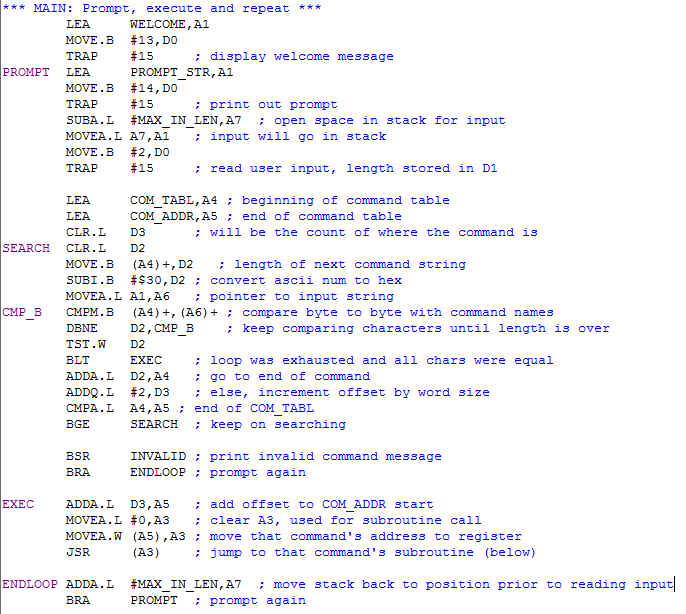 *** MAIN: Prompt, execute and repeat ***
        LEA     WELCOME,A1
        MOVE.B  #13,D0
        TRAP    #15     ; display welcome message
PROMPT  LEA     PROMPT_STR,A1
        MOVE.B  #14,D0
        TRAP    #15     ; print out prompt
        SUBA.L  #MAX_IN_LEN,A7  ; open space in stack for input
        MOVEA.L A7,A1   ; input will go in stack
        MOVE.B  #2,D0
        TRAP    #15     ; read user input, length stored in D1

        LEA     COM_TABL,A4 ; beginning of command table
        LEA     COM_ADDR,A5 ; end of command table
        CLR.L   D3      ; will be the count of where the command is
SEARCH  CLR.L   D2
        MOVE.B  (A4)+,D2   ; length of next command string
        SUBI.B  #$30,D2 ; convert ascii num to hex
        MOVEA.L A1,A6   ; pointer to input string
CMP_B   CMPM.B  (A4)+,(A6)+ ; compare byte to byte with command names
        DBNE    D2,CMP_B    ; keep comparing characters until length is over
        TST.W   D2
        BLT     EXEC    ; loop was exhausted and all chars were equal
        ADDA.L  D2,A4   ; go to end of command
        ADDQ.L  #2,D3   ; else, increment offset by word size
        CMPA.L  A4,A5 ; end of COM_TABL
        BGE     SEARCH  ; keep on searching

        BSR     INVALID ; print invalid command message
        BRA     ENDLOOP ; prompt again

EXEC    ADDA.L  D3,A5   ; add offset to COM_ADDR start
        MOVEA.L #0,A3   ; clear A3, used for subroutine call
        MOVEA.W (A5),A3 ; move that command's address to register
        JSR     (A3)    ; jump to that command's subroutine (below)

ENDLOOP ADDA.L  #MAX_IN_LEN,A7  ; move stack back to position prior to reading input
        BRA     PROMPT  ; prompt again